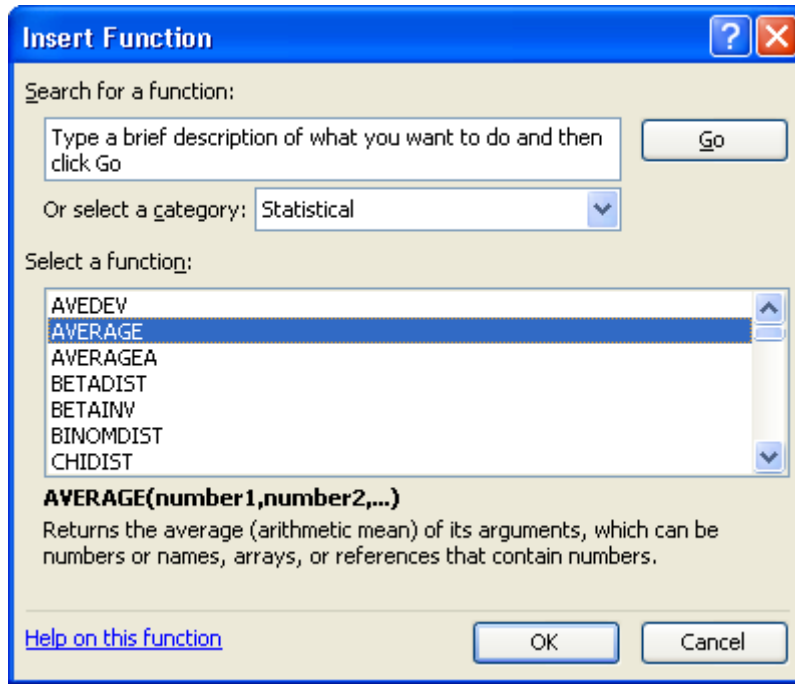 Insert Function
Search for a function:
Type a brief description of what you want to do and then
click Go
Go
Or select a category: Statistical
Select a function:
AVEDEV
AVERAGE
AVERAGEA
BETADIST
BETAINV
BINOMDIST
CHIDIST
AVERAGE(number1,number2,...)
Returns the average (arithmetic mean) of its arguments, which can be
numbers or names, arrays, or references that contain numbers.
Help on this function
OK
Cancel